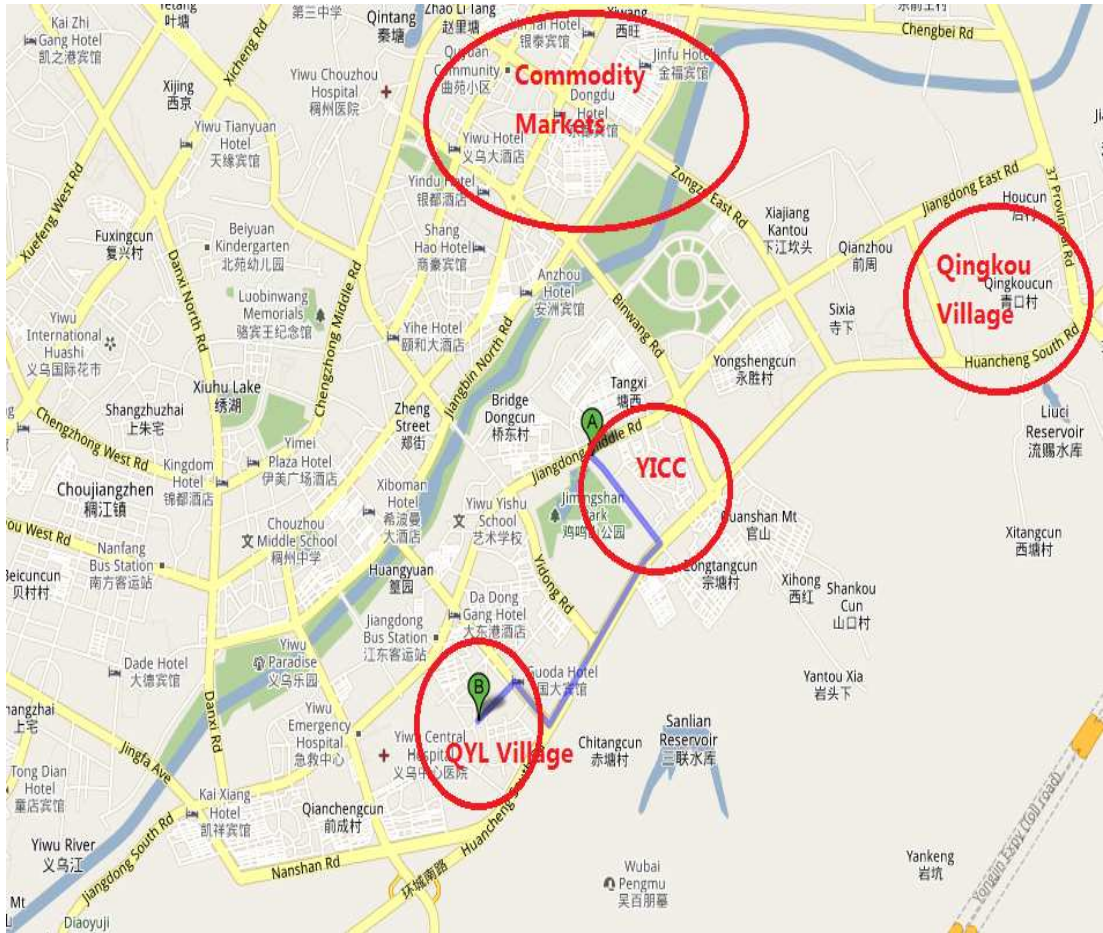 叶塘
Kai Zhi
Gang Hotel
凯之港宾馆
Xijing
西京
Xicheng Rd
第三中学
Qintang
秦塘
Zhao Li Tang
赵里塘
Yiwu Chouzhou
Hospital
稠州医院
Yiwu Tianyuan
Hotel
天缘宾馆
Quyuan
Community
曲苑小区
银泰宾馆
Xiwang
西旺
Jinfu Hotel
金福宾馆
Commodity
Markets
Dongdu
Hotel
Yiwu Hotel
义乌大酒店
Yindu Hotel
银都酒店
Chengbei Rd
Zongze East Rd
Jiangdong East Rd
37 Provincial Rd
Houcun
后村
Xuefeng West Rd
Fuxingcun
复兴村
Danxi North Rd
Beiyuan
Kindergarten
北苑幼儿园
Shang
Hao Hotel
商豪宾馆
Xiajiang
Kantou
下江坎头
Qianzhou
前周
Qingkou
Village
Qingkoucun
青口村
Luobinwang
Memorials
骆宾王纪念馆
Chengzhong Middle Rd
Anzhou
Hotel
安洲宾馆
Binwang Rd
Sixia
寺下
Huancheng South Rd
Yiwu
International
Huashi
义乌国际花市
Yihe Hotel
颐和大酒店
Jiangbin North Rd
Yongshengcun
永胜村
Xiuhu Lake
绣湖
Shangzhuzhai
上朱宅
Zheng
Street
郑街
Bridge
Dongcun
桥东村
Tangxi
塘西
A
Liuci
Reservoir
流赐水库
Chengzhong West Rd
Yimei
Plaza Hotel
伊美广场酒店
Jiangdong Middle Rd
YICC
Kingdom
Hotel
锦都酒店
Choujiangzhen
稠江镇
Xiboman
Hotel
希波曼
大酒店
Yiwu Yishu
School
艺术学校
Jimingshan
Park
鸡鸣山公园
Guanshan Mt
官山
Xitangcun
西塘村
ou West Rd
Chouzhou
Middle School
稠州中学
Nanfang
Bus Station
南方客运站
Beicuncun
贝村村
Huangyuan
篁园
Yidong Rd
Zongtangcun
宗塘村
Xihong
西红
Shankou
Cun
山口村
Da Dong
Gang Hotel
大东港酒店
Jiangdong
Bus Station
江东客运站
Dade Hotel
大德宾馆
Yiwu
Paradise
义乌乐园
Guoda Hotel
国大宾馆
B
Yantou Xia
岩头下
上宅
Danxi Rd
Yiwu
Emergency
Hospital
急救中心
Yiwu Central
Hospital
义乌中心医院
QYL Village
Chitangcun
赤塘村
Sanlian
Reservoir
三联水库
Jingfa Ave
Tong Dian
Hotel
童店宾馆
Kai Xiang
Hotel
凯祥宾馆
Qianchengcun
前成村
Huancheng South
环城南路
Jiangdong South Rd
Yiwu River
义乌江
Nanshan Rd
Wubai
Pengmu
吴百朋墓
Yankeng
岩坑
Yongjin Expy (Toll road)
Mt
Diaoyuji